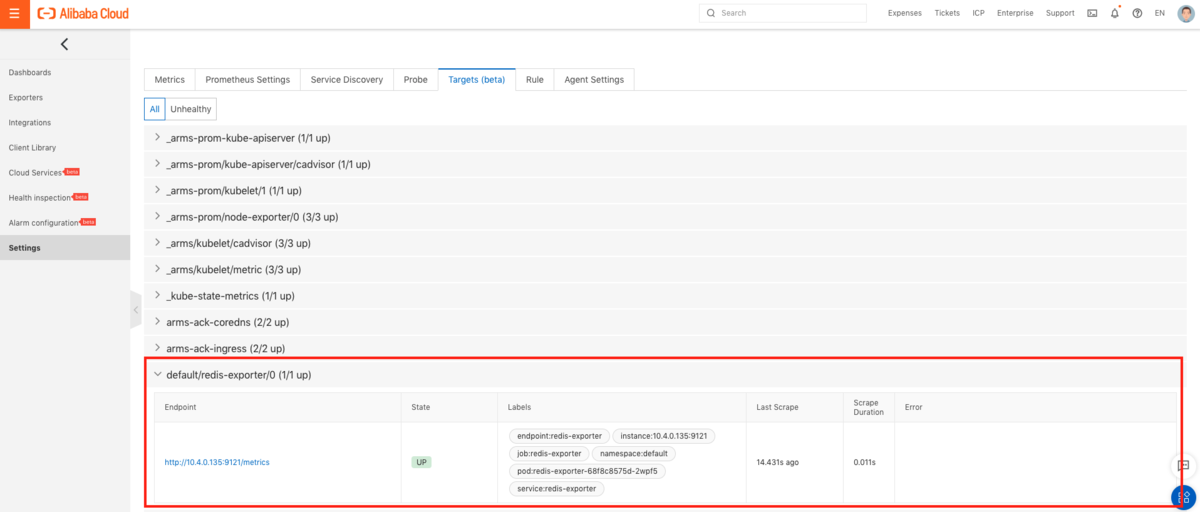 Alibaba Cloud
Search
Expenses Tickets ICP Enterprise Support EN
Dashboards
Exporters
Integrations
Client Library
Cloud Services beta
Health inspection beta
Alarm configuration beta
Settings
Metrics Prometheus Settings Service Discovery Probe Targets (beta) Rule Agent Settings
All Unhealthy
_arms-prom-kube-apiserver (1/1 up)
_arms-prom/kube-apiserver/cadvisor (1/1 up)
_arms-prom/kubelet/1 (1/1 up)
_arms-prom/node-exporter/0 (3/3 up)
_arms/kubelet/cadvisor (3/3 up)
_arms/kubelet/metric (3/3 up)
_kube-state-metrics (1/1 up)
arms-ack-coredns (2/2 up)
arms-ack-ingress (2/2 up)
default/redis-exporter/0 (1/1 up)
Endpoint State Labels Last Scrape Scrape Duration Error
http://10.4.0.135:9121/metrics UP
endpoint:redis-exporter instance:10.4.0.135:9121
job:redis-exporter namespace:default
pod:redis-exporter-68f8c8575d-2wpf5
service:redis-exporter
14.431s ago 0.011s